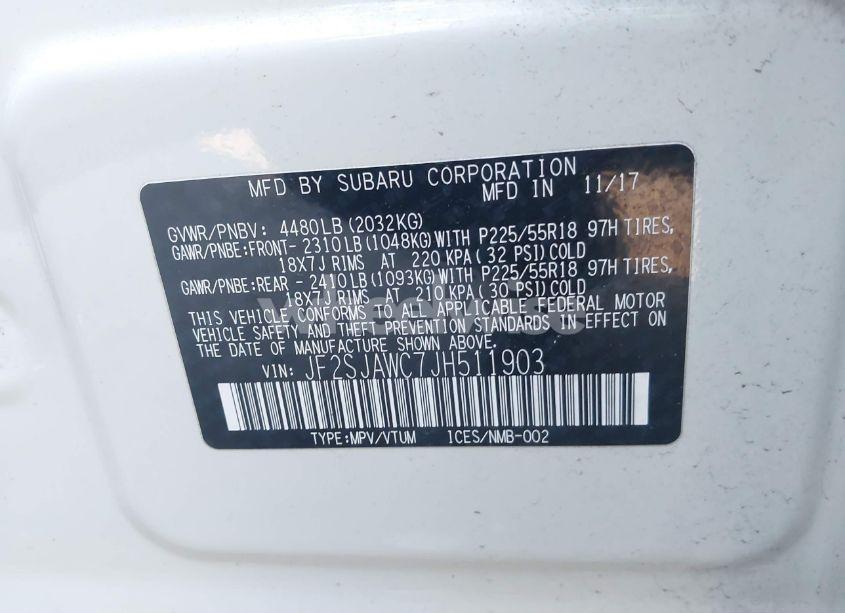 MFD BY SUBARU CORPORATION
MFD IN 11/17
GVWR/PNBV: 4480LB(2032KG)
GAWR/PNBE:FRONT- 2310LB(1048KG)WITH P225/55R18 97H TIRES,
18X7J RIMS AT 220 KPA( 32 PSI)COLD
GAWR/PNBE:REAR - 2410LB(1093KG)WITH P225/55R18 97H TIRES,
18X7J RIMS AT 210 KPA( 30 PSI)COLD
THIS VEHICLE CONFORMS TO ALL APPLICABLE FEDERAL MOTOR
VEHICLE SAFETY AND THEFT PREVENTION STANDARDS IN EFFECT ON
THE DATE OF MANUFACTURE SHOWN ABOVE.
VIN: JF2SJAWC7JH511903
TYPE:MPV/VTUM ICES/NMB-002